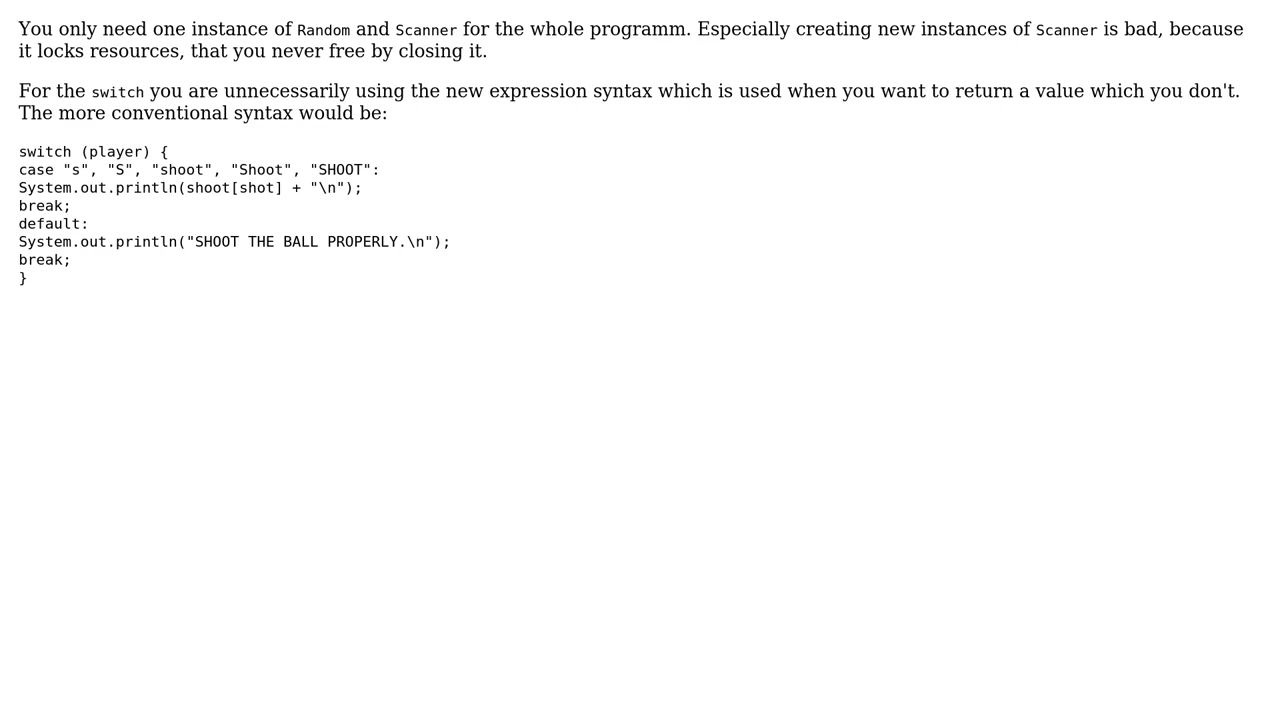 You only need one instance of Random and Scanner for the whole programm. Especially creating new instances of Scanner is bad, because
it locks resources, that you never free by closing it.
For the switch you are unnecessarily using the new expression syntax which is used when you want to return a value which you don't.
The more conventional syntax would be:
switch (player) {
case "s", "S", "shoot", "Shoot", "SHOOT":
System.out.println(shoot[shot] + "\n");
break;
default:
System.out.println("SHOOT THE BALL PROPERLY.\n");
break;
}